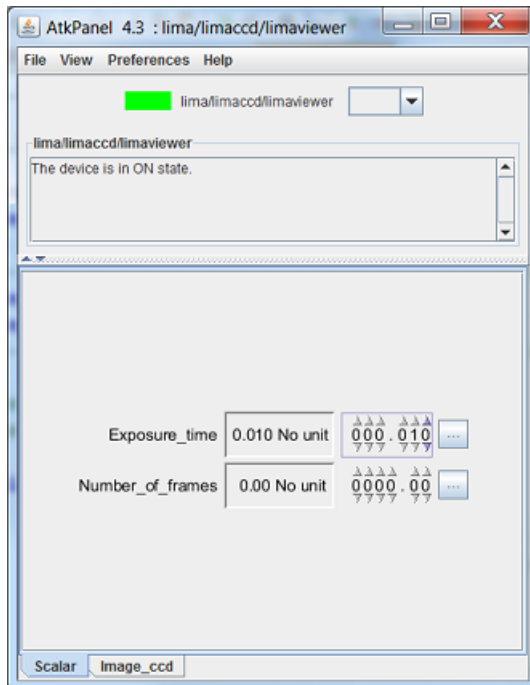 AtkPanel 4.3 : lima/limaccd/limaviewer
File View Preferences Help
lima/limaccd/limaviewer
lima/limaccd/limaviewer
The device is in ON state.
Exposure_time 0.010 No unit 000.010 ...
Number_of_frames 0.00 No unit 0000.00 ...
Scalar Image_ccd